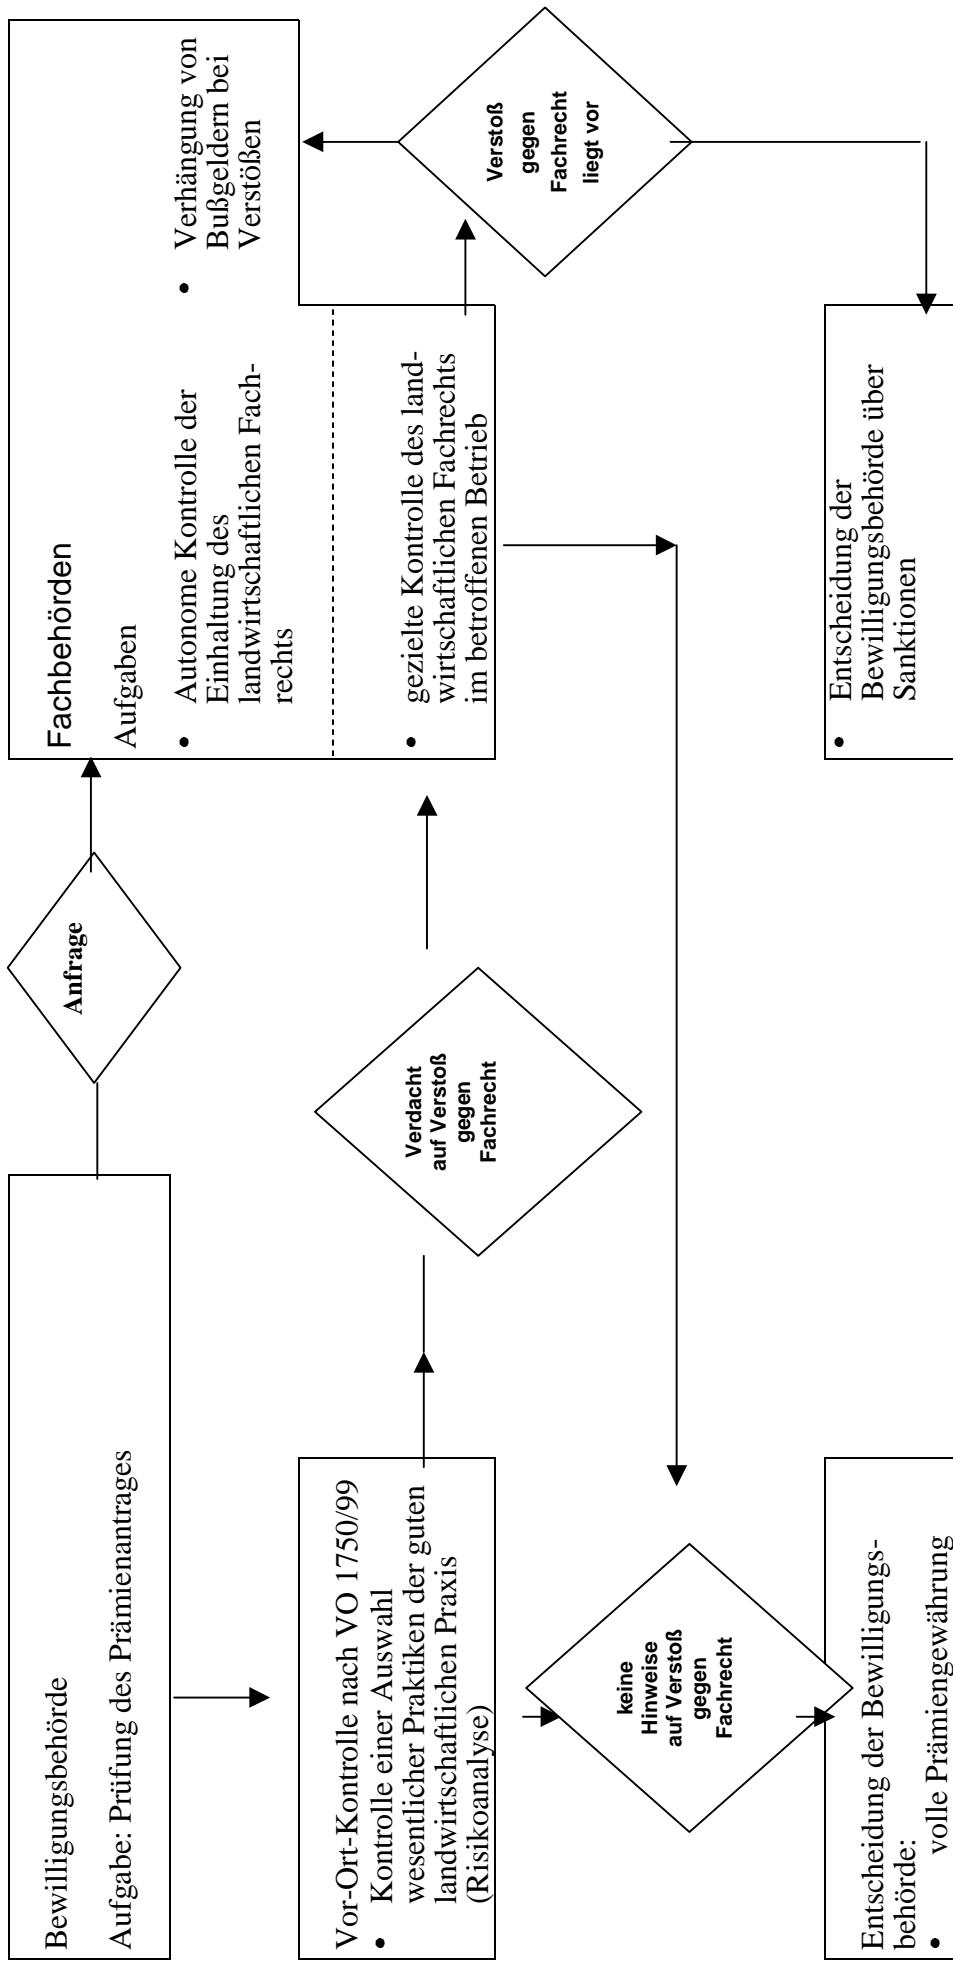 Bewilligungsbehörde
Aufgabe: Prüfung des Prämienantrages
Anfrage
Fachbehörden
Aufgaben
• Autonome Kontrolle der
Einhaltung des
landwirtschaftlichen Fach-
rechts
• Verhängung von
Bußgeldern bei
Verstößen
• gezielte Kontrolle des land-
wirtschaftlichen Fachrechts
im betroffenen Betrieb
Vor-Ort-Kontrolle nach VO 1750/99
• Kontrolle einer Auswahl
wesentlicher Praktiken der guten
landwirtschaftlichen Praxis
(Risikoanalyse)
Verdacht
auf Verstoß
gegen
Fachrecht
Verstoß
gegen
Fachrecht
liegt vor
keine
Hinweise
auf Verstoß
gegen
Fachrecht
Entscheidung der Bewilligungs-
behörde:
• volle Prämiengewährung
• Entscheidung der
Bewilligungsbehörde über
Sanktionen